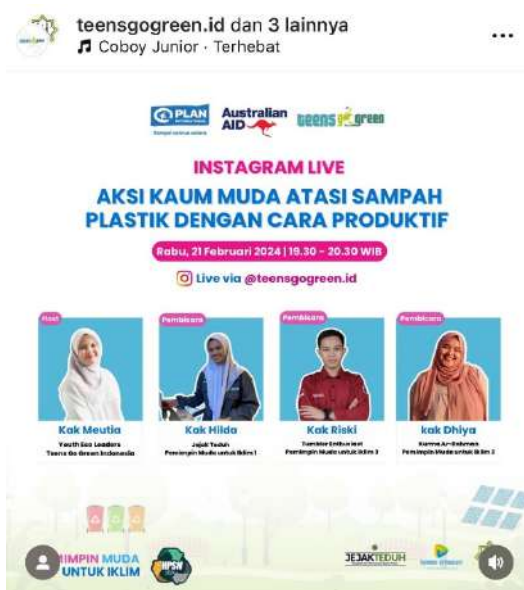 teensgogreen.id dan 3 lainnya
Coboy Junior · Terhebat
PLAN
Australian
AID
teens go green
INSTAGRAM LIVE
AKSI KAUM MUDA ATASI SAMPAH
PLASTIK DENGAN CARA PRODUKTIF
Rabu, 21 Februari 2024 | 19.30 – 20.30 WIB
Live via @teensgogreen.id
Host
Pembicara
Pembicara
Pembicara
Kak Meutia
Kak Hilda
Kak Riski
kak Dhiya
Youth Eco Leaders
Teens Go Green Indonesia
Jejak Teduh
Pemimpin Muda untuk Iklim 1
Pemimpin Muda untuk Iklim 3
Pemimpin Muda untuk Iklim 2
IMPIN MUDA
UNTUK IKLIM
HPSN
JEJAKTEDUH